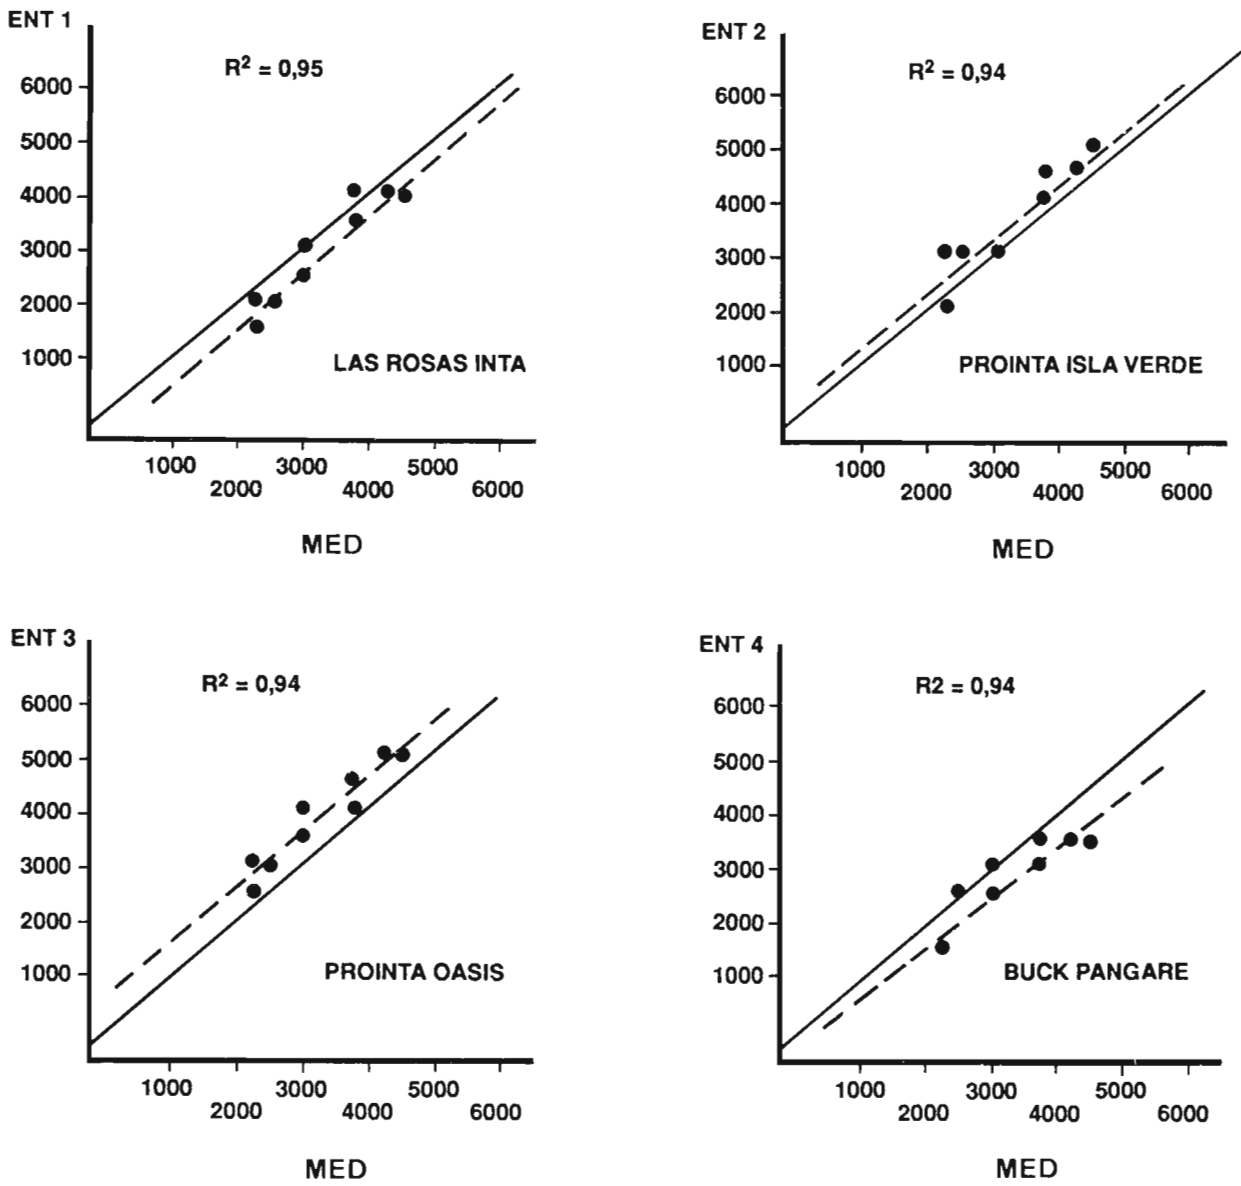 ENT 1
R² = 0,95
6000
5000
4000
3000
2000
1000
LAS ROSAS INTA
1000 3000 5000
2000 4000 6000
MED
ENT 2
R² = 0,94
6000
5000
4000
3000
2000
1000
PROINTA ISLA VERDE
1000 3000 5000
2000 4000 6000
MED
ENT 3
R² = 0,94
6000
5000
4000
3000
2000
1000
PROINTA OASIS
1000 3000 5000
2000 4000 6000
MED
ENT 4
R2 = 0,94
6000
5000
4000
3000
2000
1000
BUCK PANGARE
1000 3000 5000
2000 4000 6000
MED